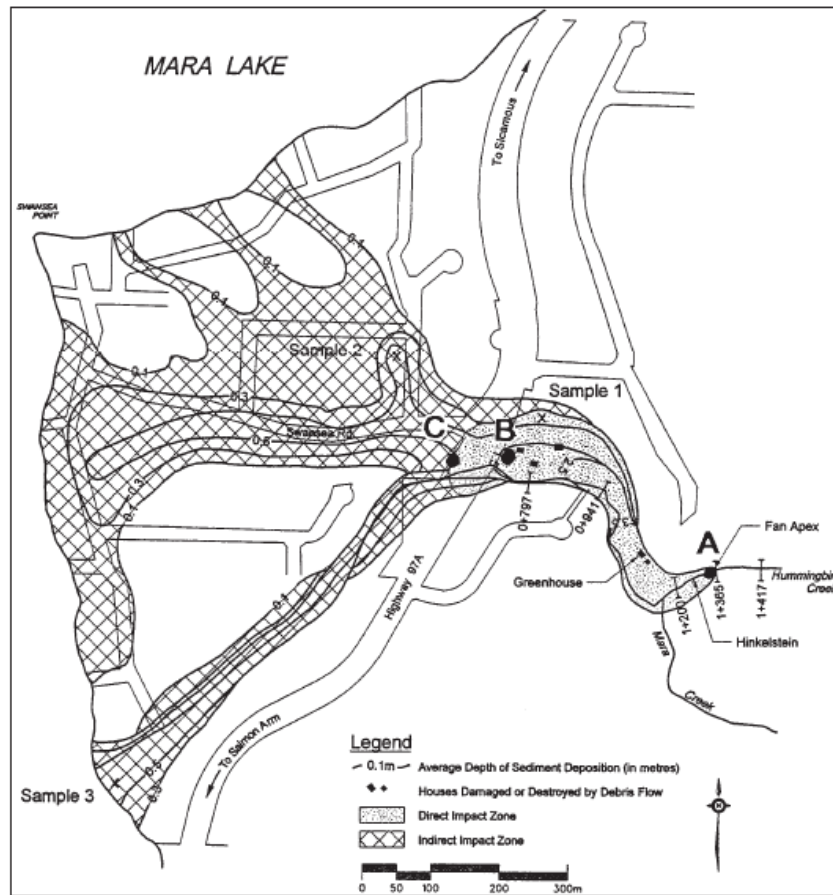 MARA LAKE
To Sicamous
SWANSEA
POINT
0.1
0.1
0.1
0.1
Sample 2
Sample 1
0.3
C
B
Swansea Rd.
0.6
0.3
0.1
0+797
0+941
A
Fan Apex
Hummingbird
Creek
Greenhouse
Highway 97A
1+200
1+365
1+417
Hinkelstein
Mara
Creek
To Salmon Arm
Legend
0.1m Average Depth of Sediment Deposition (in metres)
Houses Damaged or Destroyed by Debris Flow
Direct Impact Zone
Indirect Impact Zone
Sample 3
0.3
0 50 100 200 300m